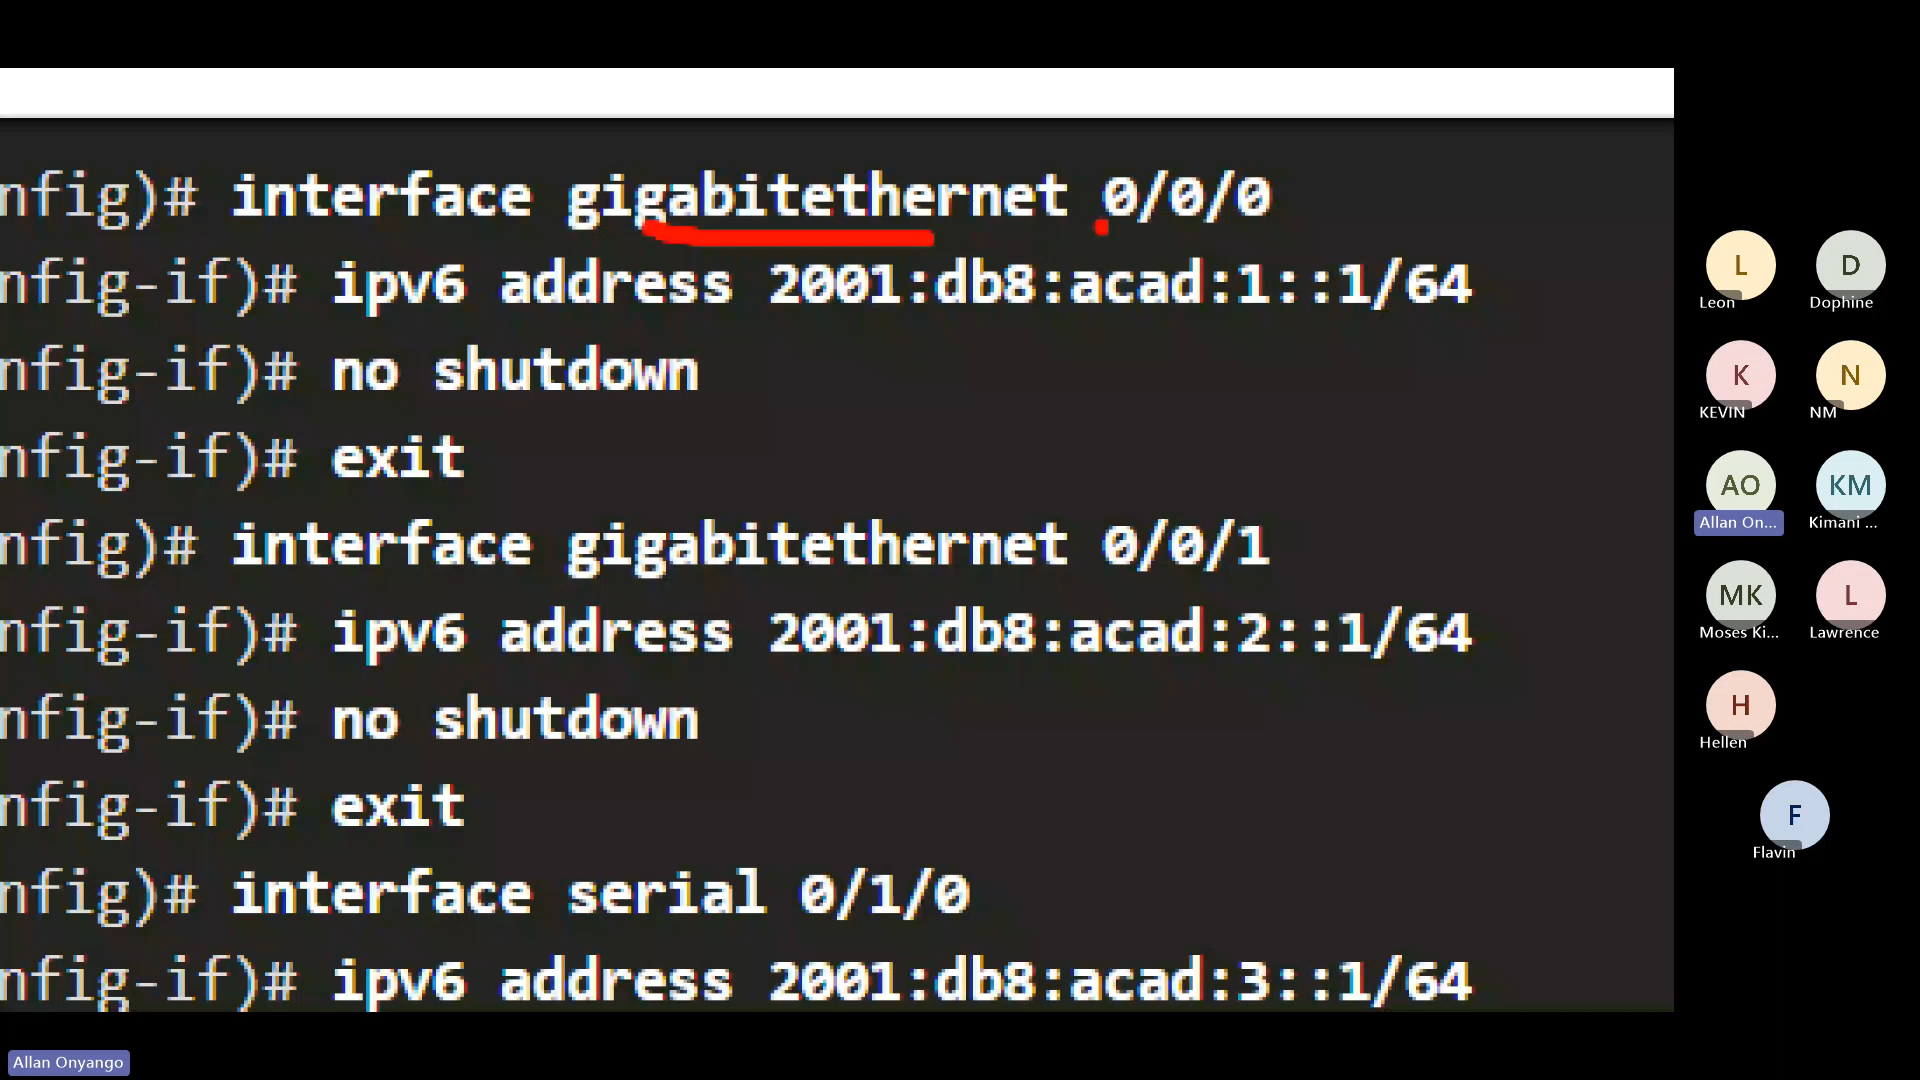 nfig)# interface gigabitethernet 0/0/0
nfig-if)# ipv6 address 2001:db8:acad:1::1/64
nfig-if)# no shutdown
nfig-if)# exit
nfig)# interface gigabitethernet 0/0/1
nfig-if)# ipv6 address 2001:db8:acad:2::1/64
nfig-if)# no shutdown
nfig-if)# exit
nfig)# interface serial 0/1/0
nfig-if)# ipv6 address 2001:db8:acad:3::1/64
L
Leon
D
Dophine
K
KEVIN
N
NM
AO
Allan On...
KM
Kimani ...
MK
Moses Ki...
L
Lawrence
H
Hellen
F
Flavin
Allan Onyango